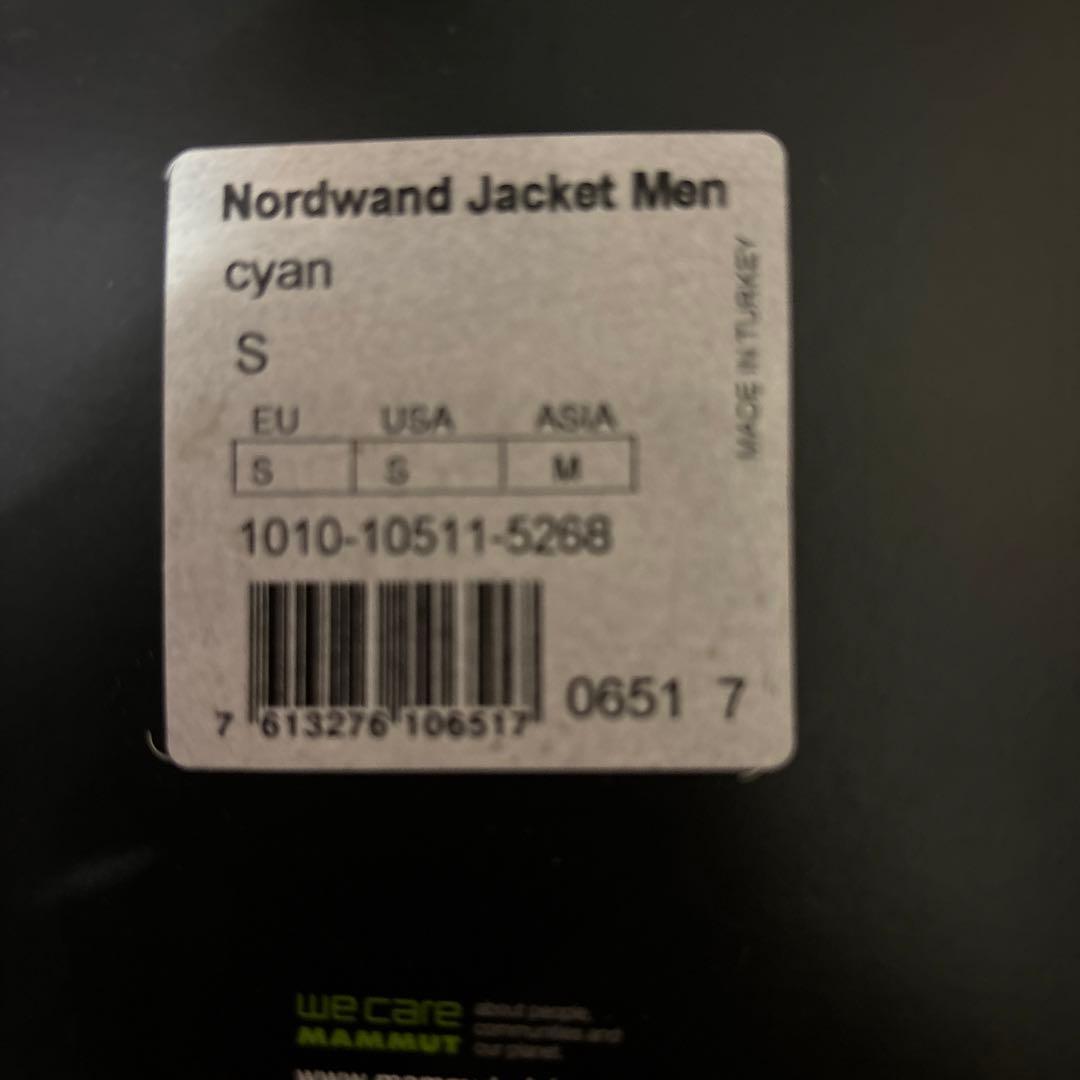 Nordwand Jacket Men
cyan
S
EU USA ASIA
S S M
1010-10511-5268
7 613276 106517
0651 7
MADE IN TURKEY
we care
MAMMUT
about people,
communities and
our planet.